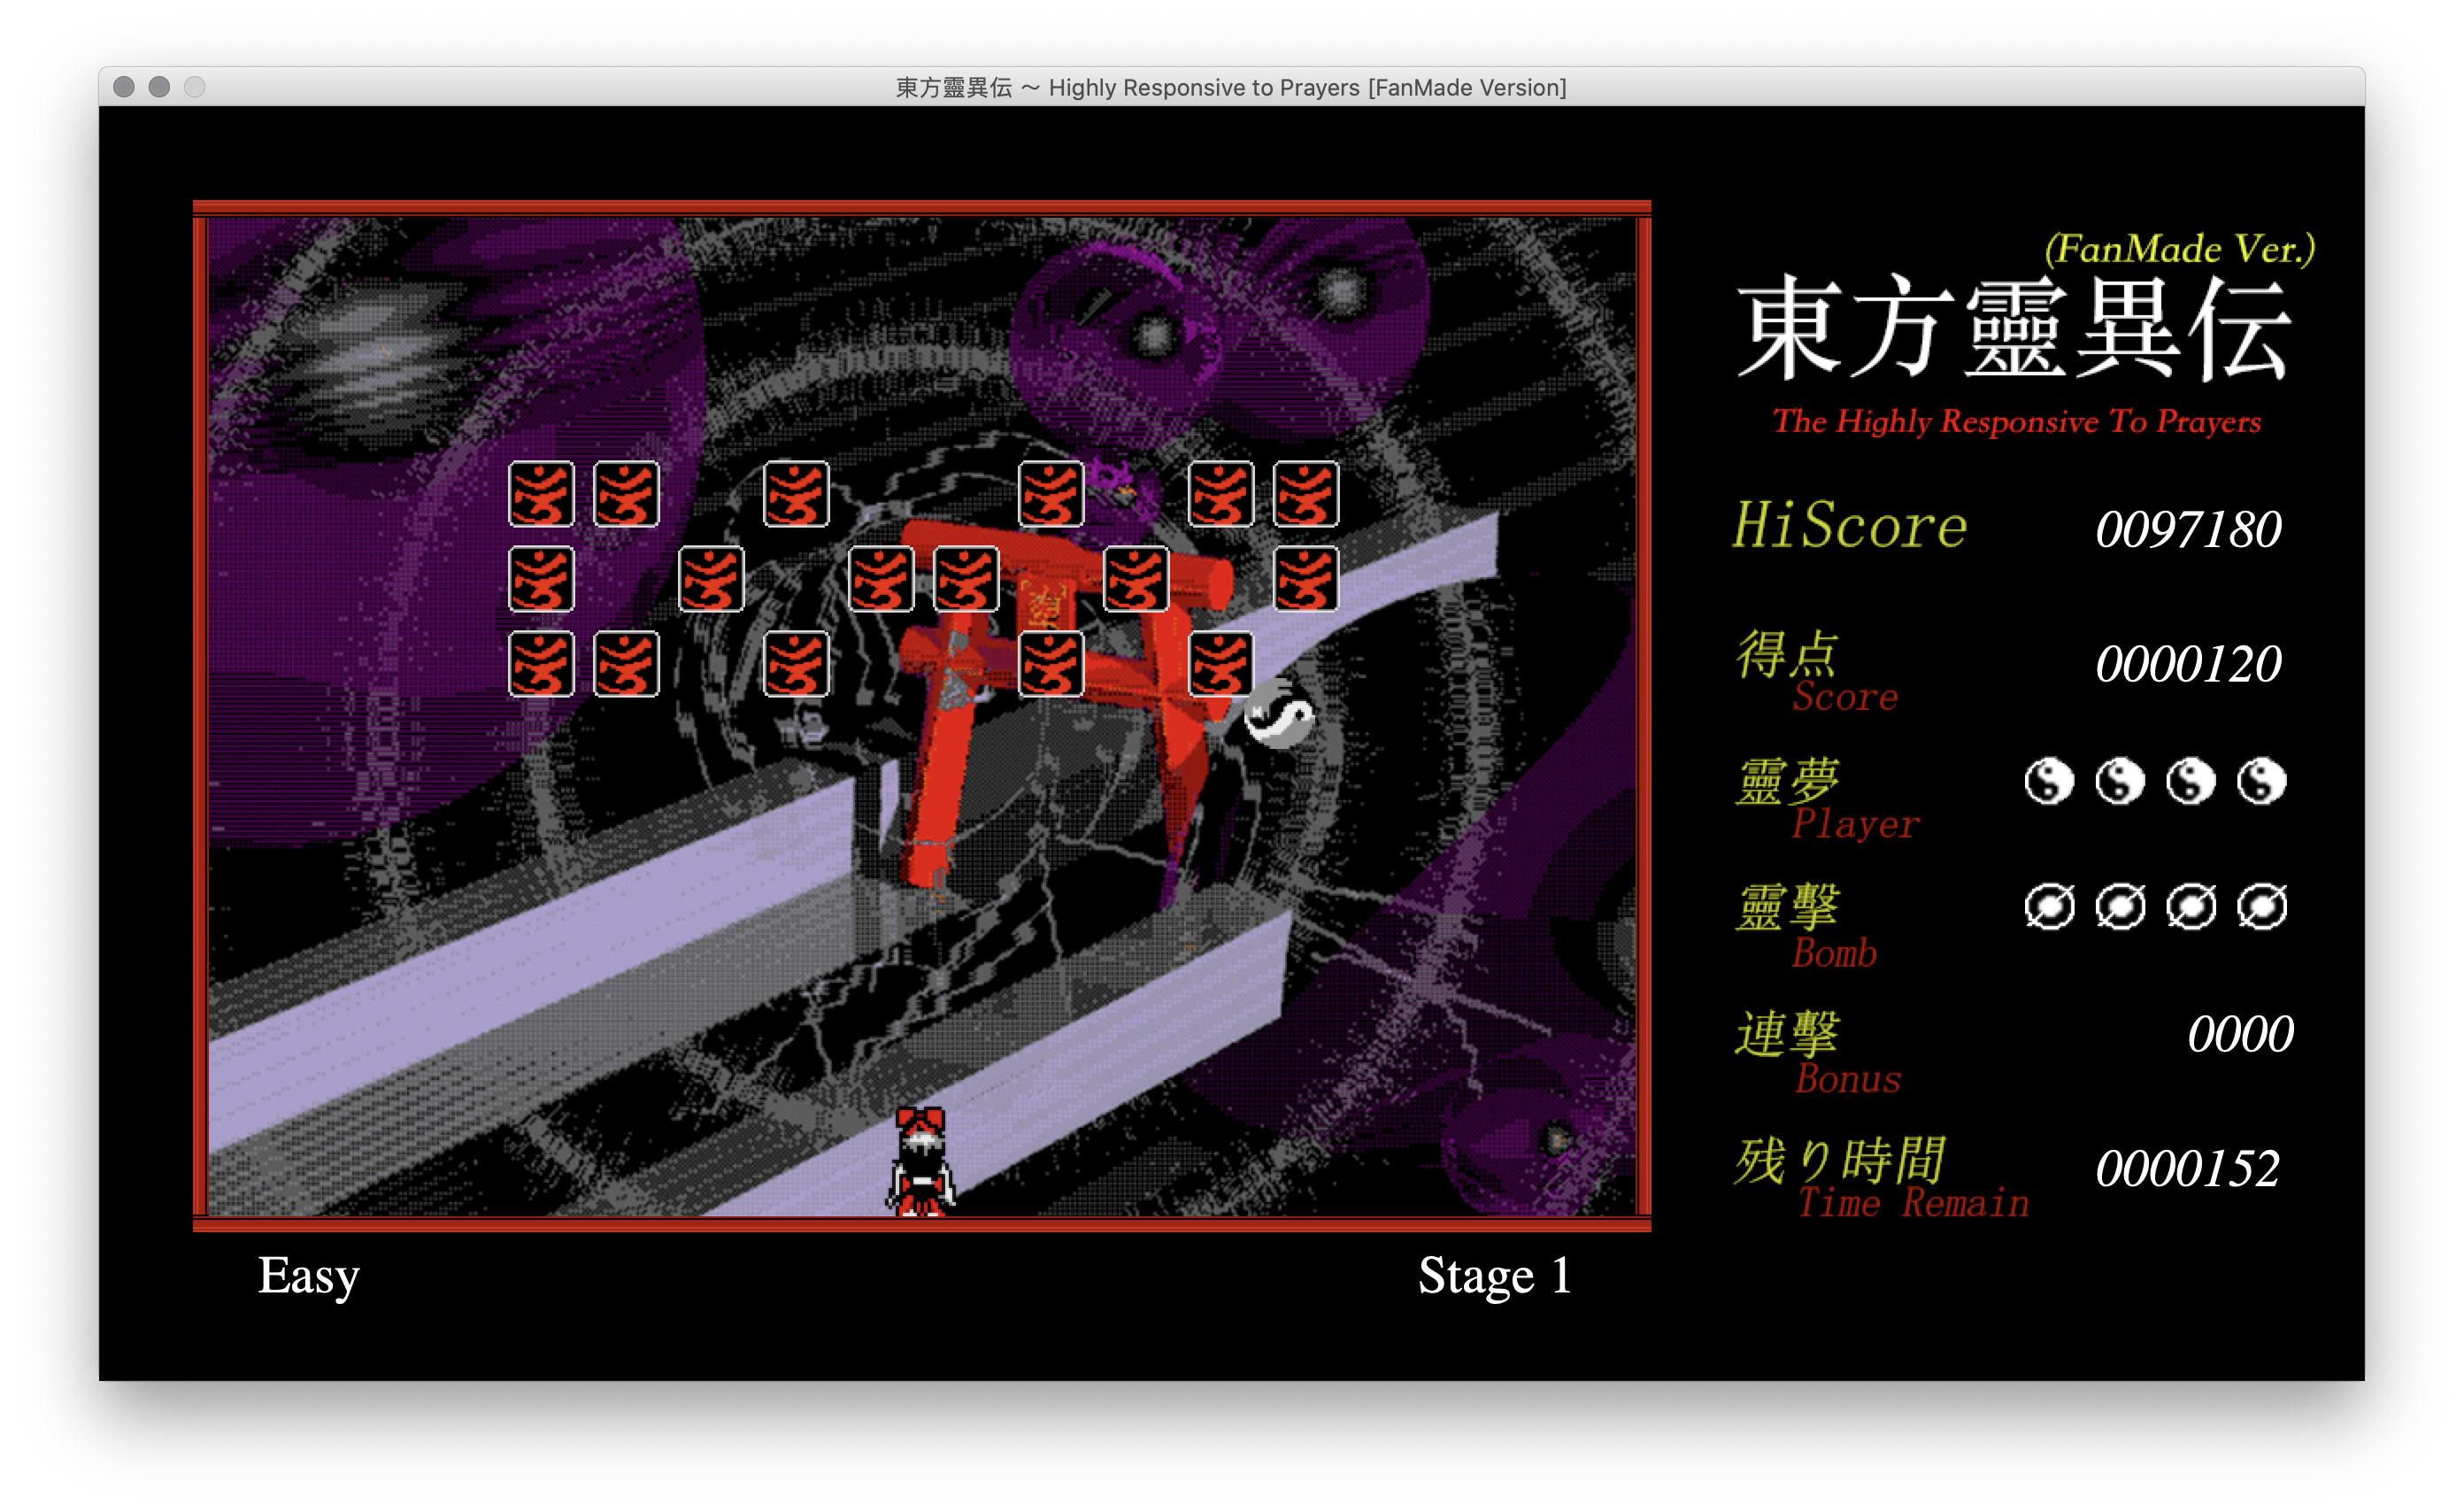 東方靈異伝 ～ Highly Responsive to Prayers [FanMade Version]
(FanMade Ver.)
東方靈異伝
The Highly Responsive To Prayers
HiScore 0097180
得点 0000120
Score
靈夢
Player
靈擊
Bomb
連擊 0000
Bonus
残り時間 0000152
Time Remain
Easy Stage 1